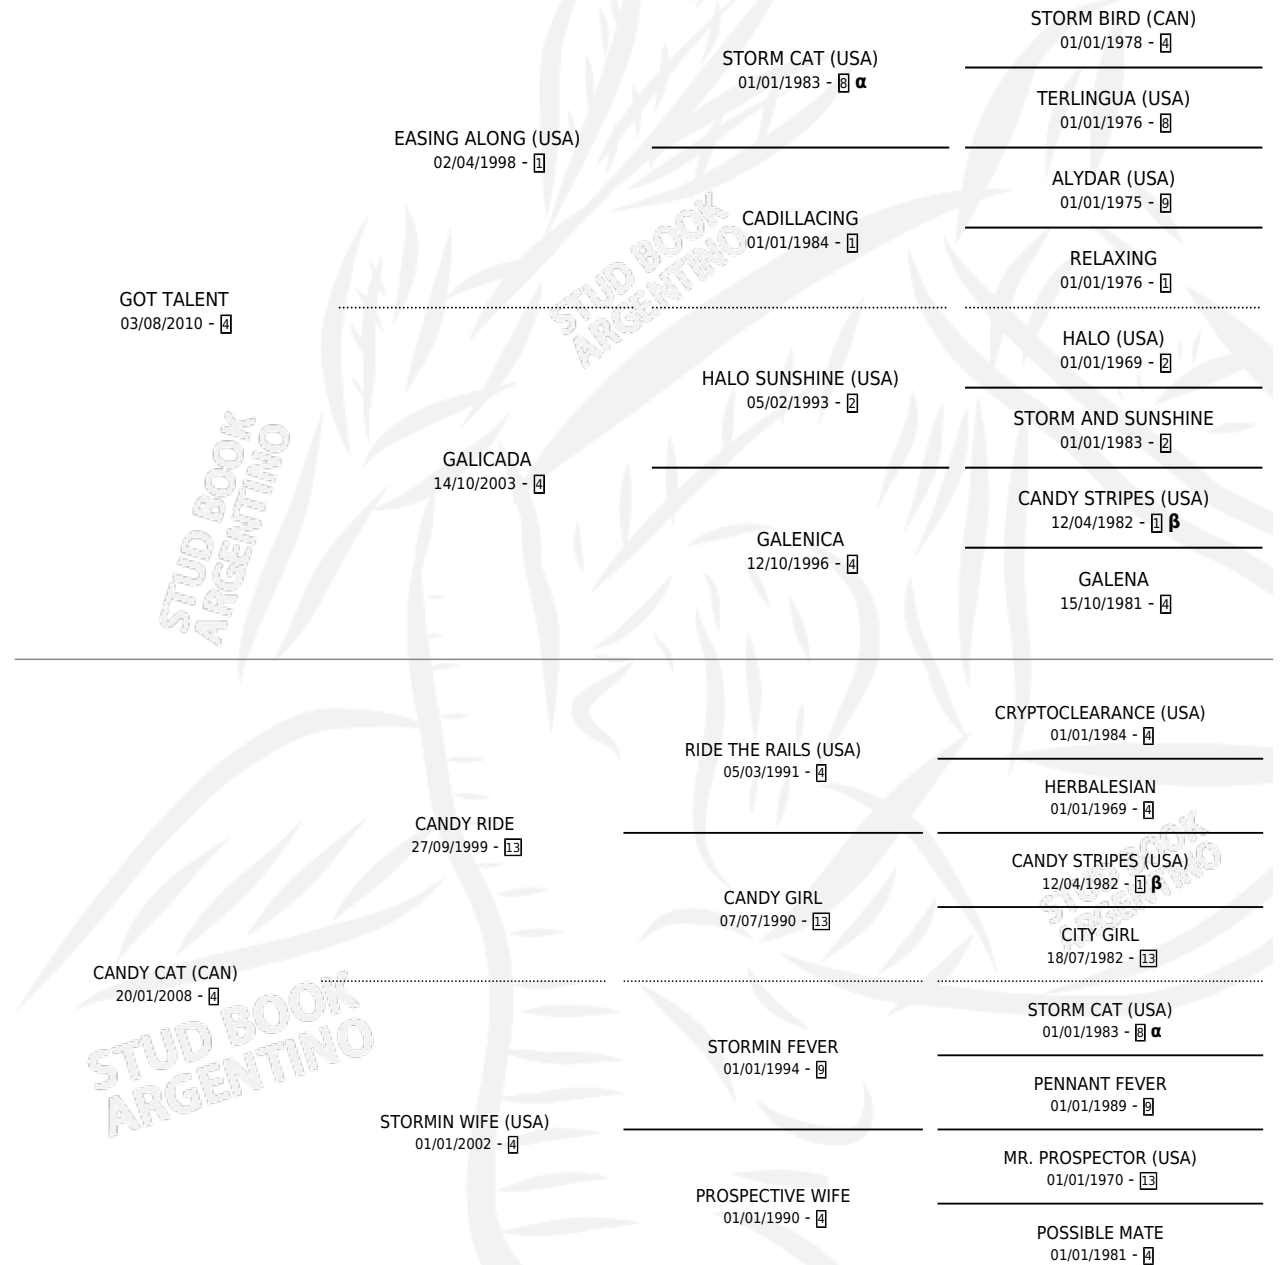 STORM BIRD (CAN)
01/01/1978 - 4
STORM CAT (USA)
01/01/1983 - 8 α
TERLINGUA (USA)
01/01/1976 - 8
EASING ALONG (USA)
02/04/1998 - 1
ALYDAR (USA)
01/01/1975 - 9
CADILLACING
01/01/1984 - 1
RELAXING
01/01/1976 - 1
GOT TALENT
03/08/2010 - 4
HALO (USA)
01/01/1969 - 2
HALO SUNSHINE (USA)
05/02/1993 - 2
STORM AND SUNSHINE
01/01/1983 - 2
GALICADA
14/10/2003 - 4
CANDY STRIPES (USA)
12/04/1982 - 1 β
GALENICA
12/10/1996 - 4
GALENA
15/10/1981 - 4
CRYPTOCLEARANCE (USA)
01/01/1984 - 4
RIDE THE RAILS (USA)
05/03/1991 - 4
HERBALESIAN
01/01/1969 - 4
CANDY RIDE
27/09/1999 - 13
CANDY STRIPES (USA)
12/04/1982 - 1 β
CANDY GIRL
07/07/1990 - 13
CITY GIRL
18/07/1982 - 13
CANDY CAT (CAN)
20/01/2008 - 4
STORM CAT (USA)
01/01/1983 - 8 α
STORMIN FEVER
01/01/1994 - 9
PENNANT FEVER
01/01/1989 - 9
STORMIN WIFE (USA)
01/01/2002 - 4
MR. PROSPECTOR (USA)
01/01/1970 - 13
PROSPECTIVE WIFE
01/01/1990 - 4
POSSIBLE MATE
01/01/1981 - 4
STUD BOOK
ARGENTINO
STUD BOOK
ARGENTINO
STUD BOOK
ARGENTINO
STUD BOOK
ARGENTINO